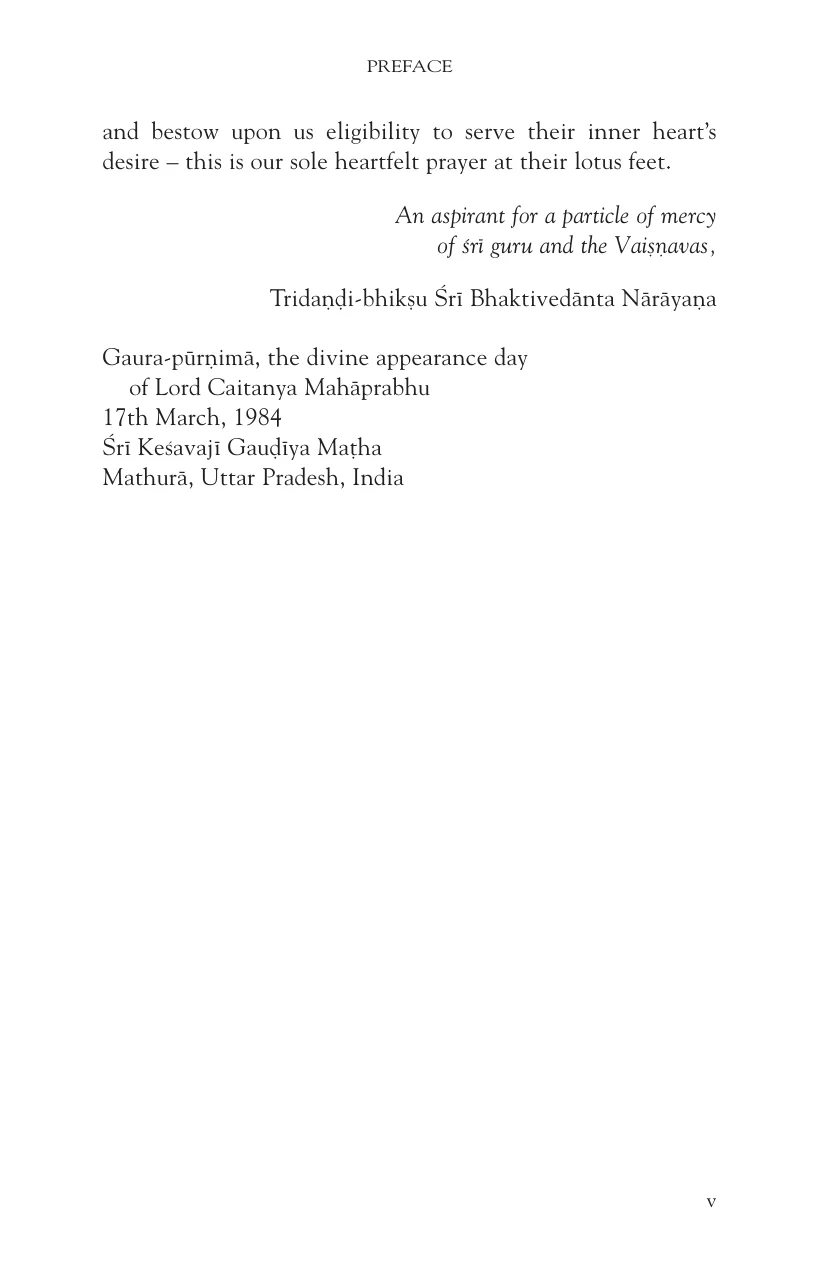 PREFACE
and bestow upon us eligibility to serve their inner heart’s
desire – this is our sole heartfelt prayer at their lotus feet.
An aspirant for a particle of mercy
of śrī guru and the Vaiṣṇavas,
Tridaṇḍi-bhikṣu Śrī Bhaktivedānta Nārāyaṇa
Gaura-pūrṇimā, the divine appearance day
of Lord Caitanya Mahāprabhu
17th March, 1984
Śrī Keśavajī Gauḍīya Maṭha
Mathurā, Uttar Pradesh, India
v